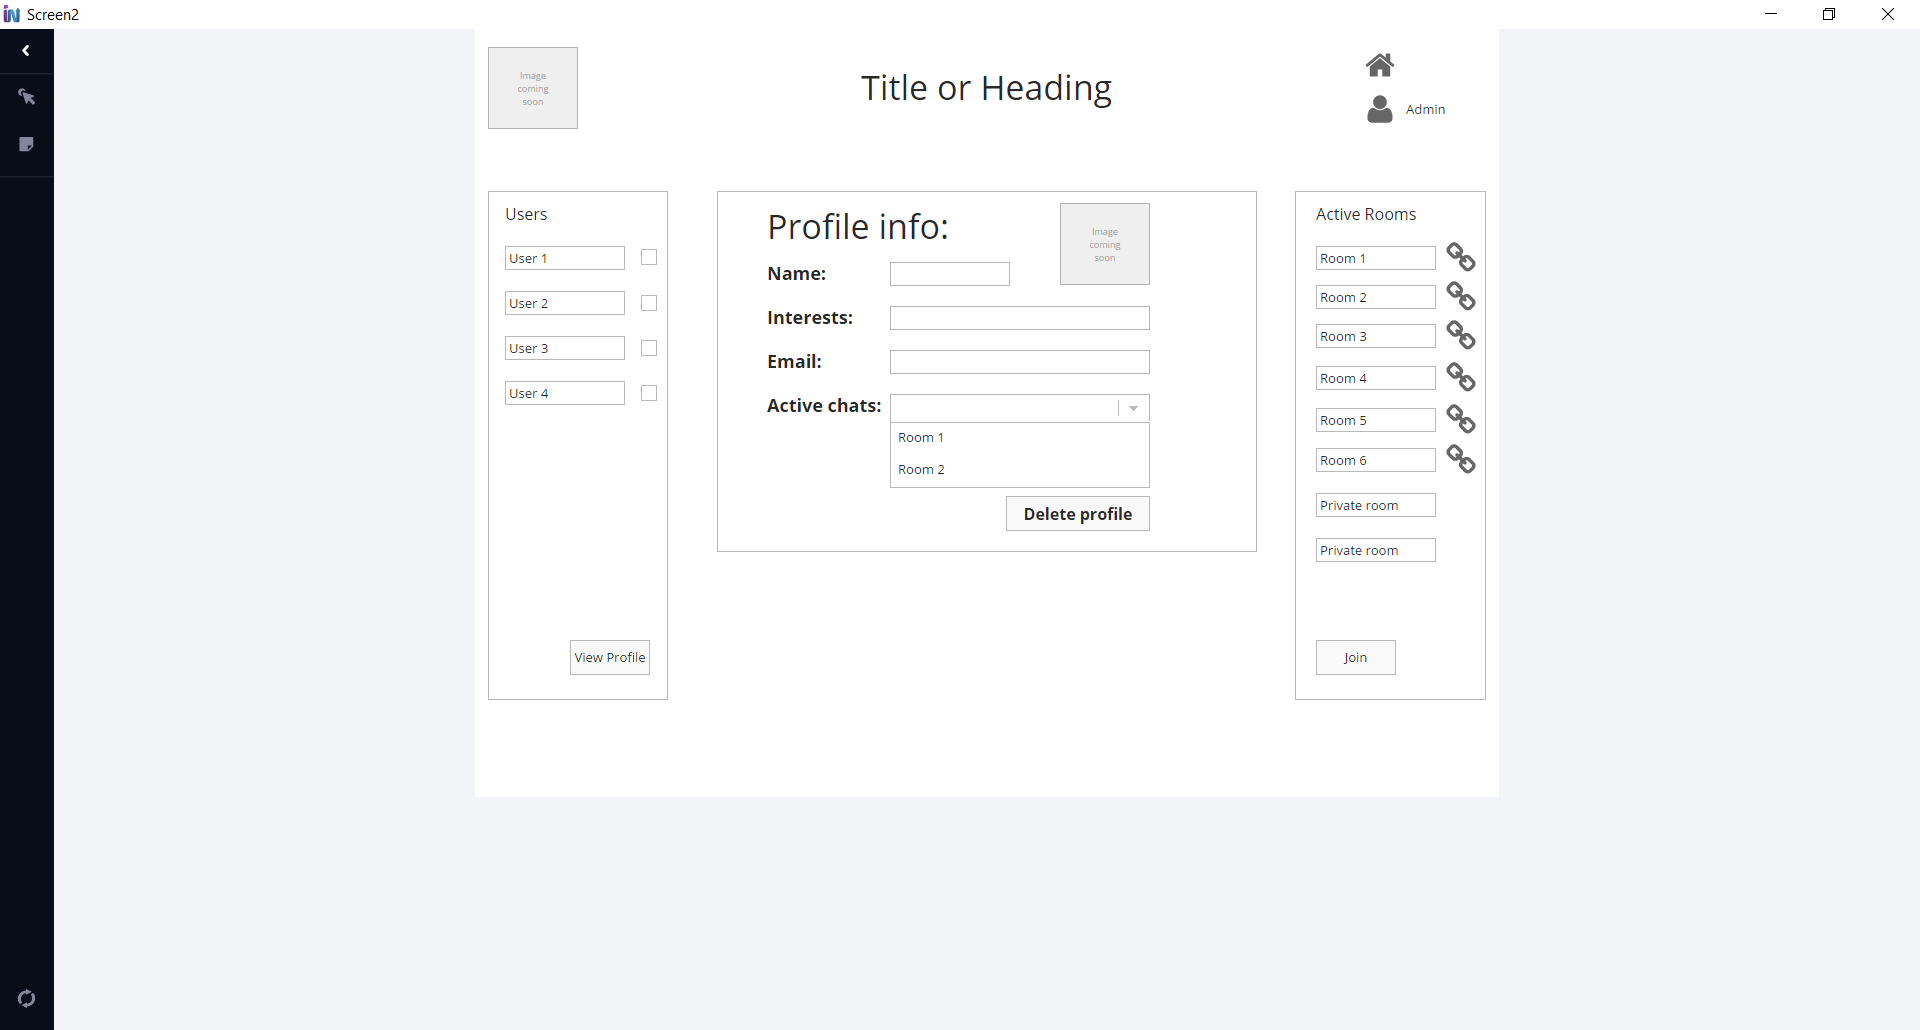 Screen2
Image
coming
soon
Title or Heading
Admin
Users
User 1
User 2
User 3
User 4
View Profile
Profile info:
Image
coming
soon
Name:
Interests:
Email:
Active chats:
Room 1
Room 2
Delete profile
Active Rooms
Room 1
Room 2
Room 3
Room 4
Room 5
Room 6
Private room
Private room
Join